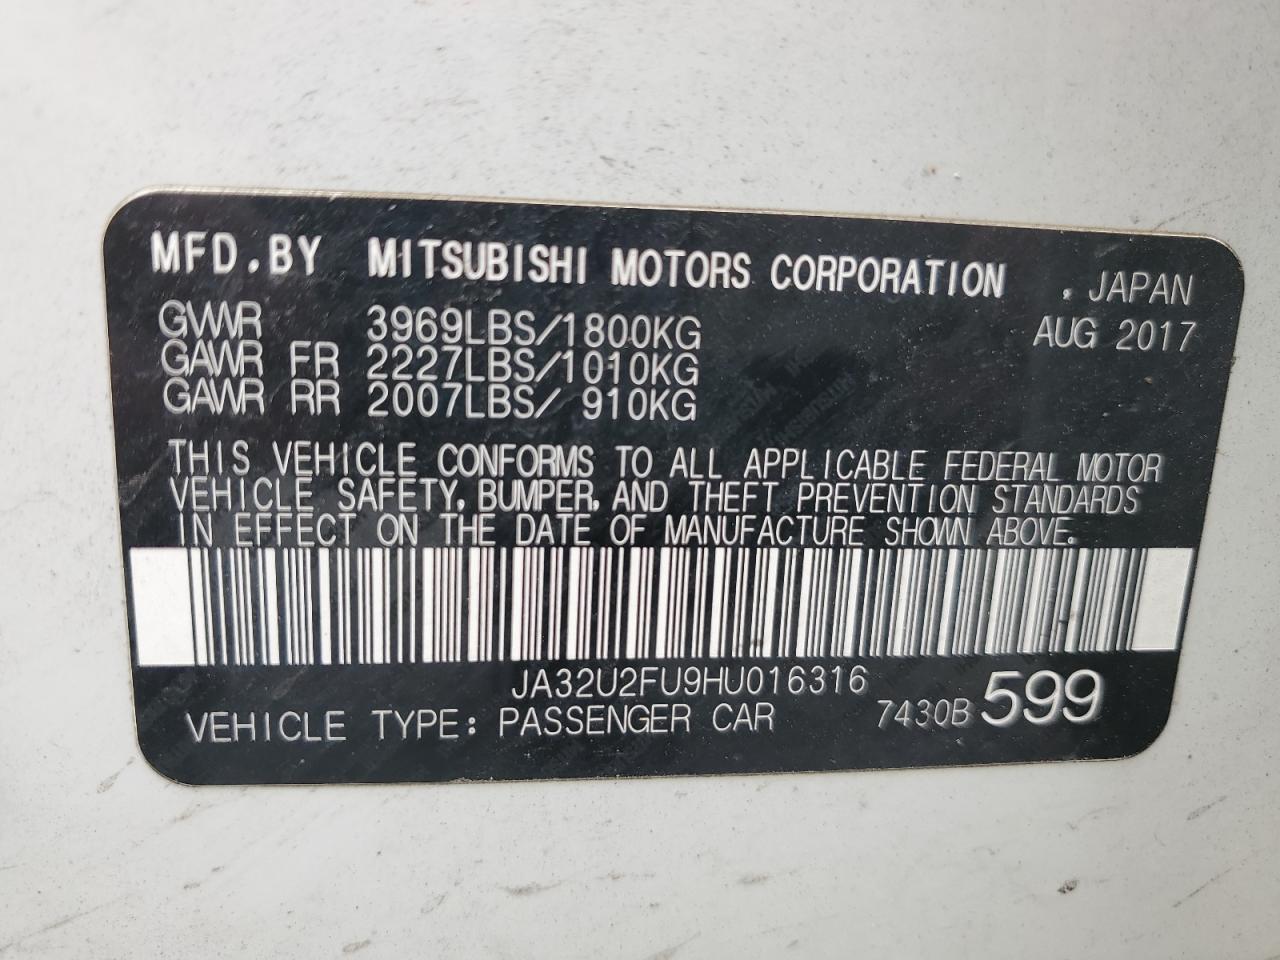 MFD.BY MITSUBISHI MOTORS CORPORATION , JAPAN
GVWR 3969LBS/1800KG AUG 2017
GAWR FR 2227LBS/1010KG
GAWR RR 2007LBS/ 910KG
THIS VEHICLE CONFORMS TO ALL APPLICABLE FEDERAL MOTOR
VEHICLE SAFETY, BUMPER, AND THEFT PREVENTION STANDARDS
IN EFFECT ON THE DATE OF MANUFACTURE SHOWN ABOVE.
JA32U2FU9HU016316
VEHICLE TYPE: PASSENGER CAR 7430B 599